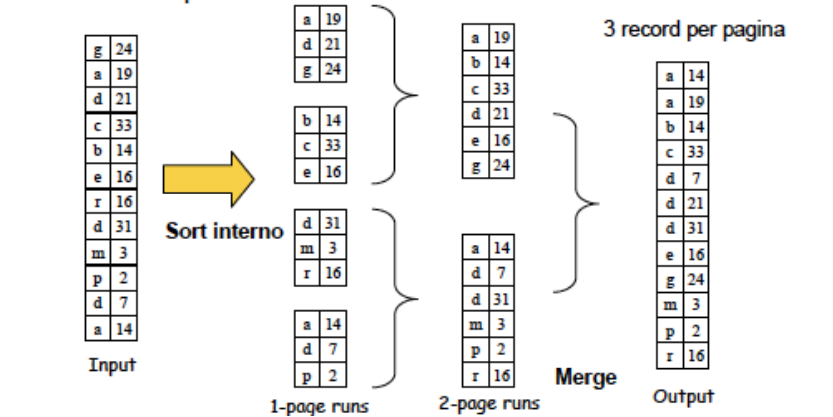 3 record per pagina
g 24
a 19
d 21
c 33
b 14
e 16
r 16
d 31
m 3
p 2
d 7
a 14
Input
Sort interno
a 19
d 21
g 24
b 14
c 33
e 16
d 31
m 3
r 16
a 14
d 7
p 2
1-page runs
a 19
b 14
c 33
d 21
e 16
g 24
a 14
d 7
d 31
m 3
p 2
r 16
2-page runs
Merge
a 14
a 19
b 14
c 33
d 7
d 21
d 31
e 16
g 24
m 3
p 2
r 16
Output